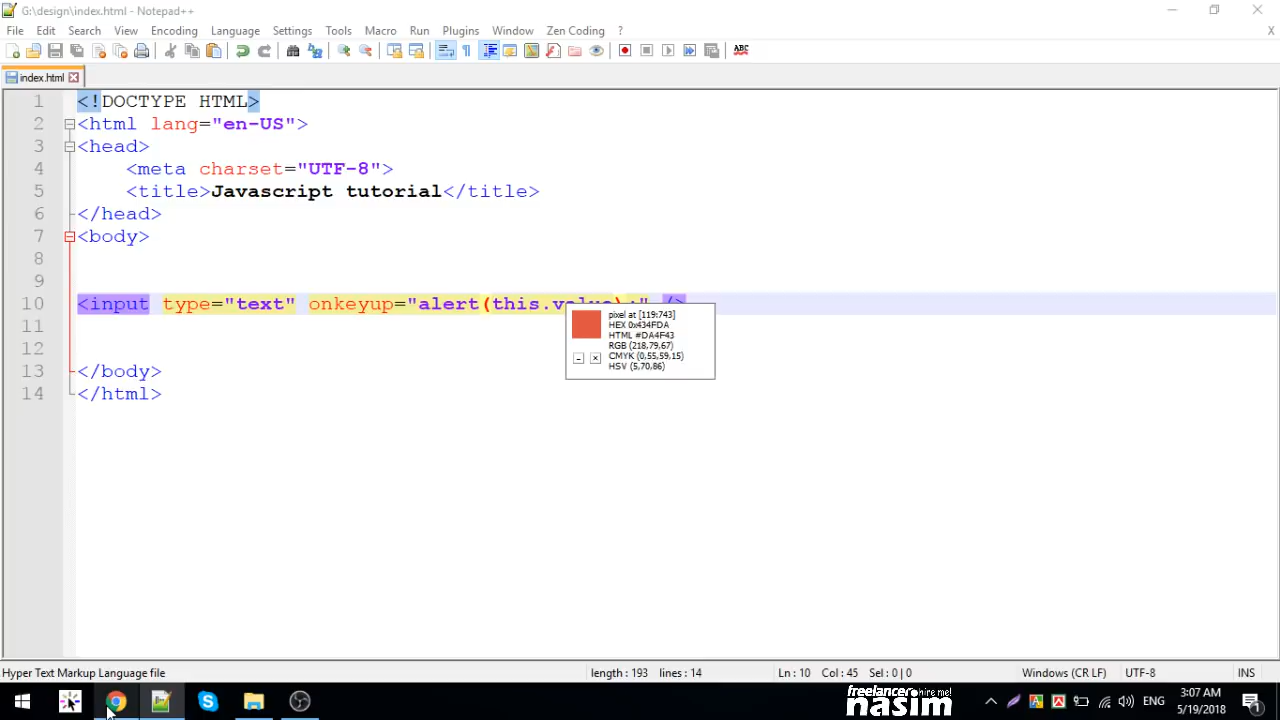 G:\design\index.html - Notepad++
File Edit Search View Encoding Language Settings Tools Macro Run Plugins Window Zen Coding ? X
ABC
index.html
1 <!DOCTYPE HTML>
2 <html lang="en-US">
3 <head>
4 <meta charset="UTF-8">
5 <title>Javascript tutorial</title>
6 </head>
7 <body>
8
9
10 <input type="text" onkeyup="alert(this.value);" />
pixel at [119:743]
HEX 0x434FDA
HTML #DA4F43
RGB (218,79,67)
CMYK (0,55,59,15)
HSV (5,70,86)
11
12
13 </body>
14 </html>
Hyper Text Markup Language file length : 193 lines : 14 Ln : 10 Col : 45 Sel : 0 | 0 Windows (CR LF) UTF-8 INS
freelancer: hire me!
nasim
ENG
3:07 AM
5/19/2018
1